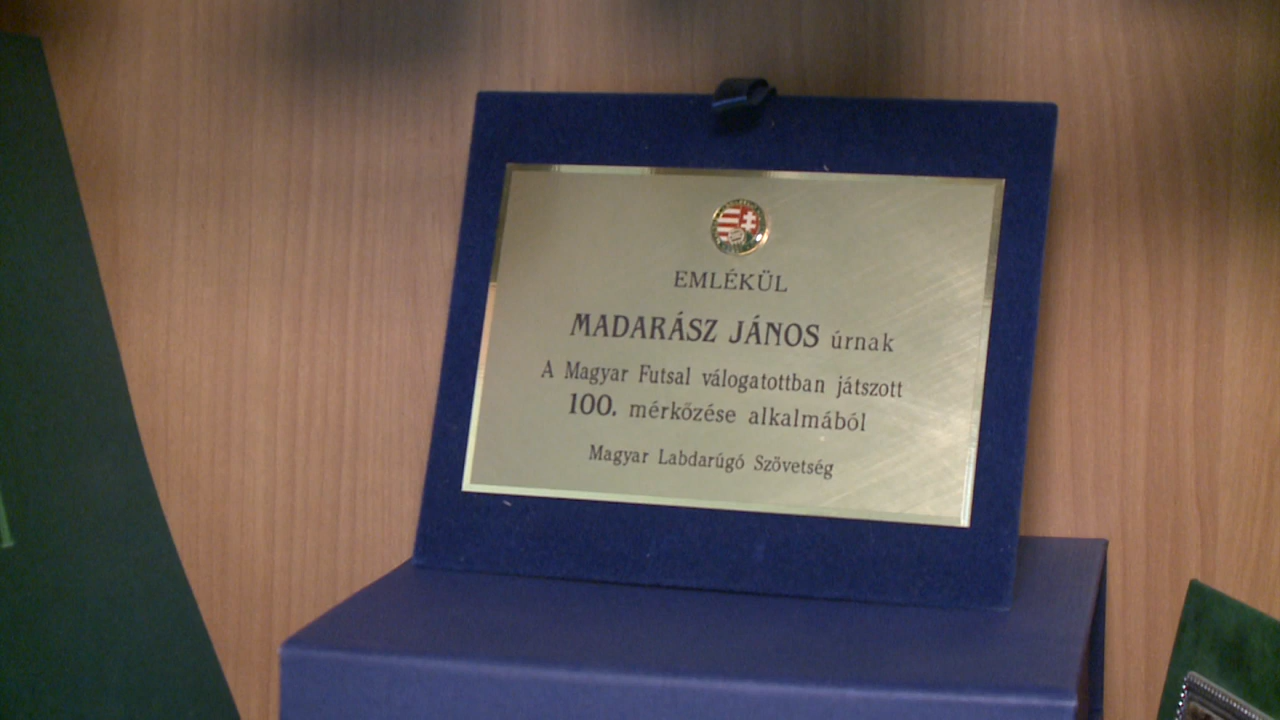 EMLÉKÜL
MADARÁSZ JÁNOS úrnak
A Magyar Futsal válogatottban játszott
100. mérkőzése alkalmából
Magyar Labdarúgó Szövetség